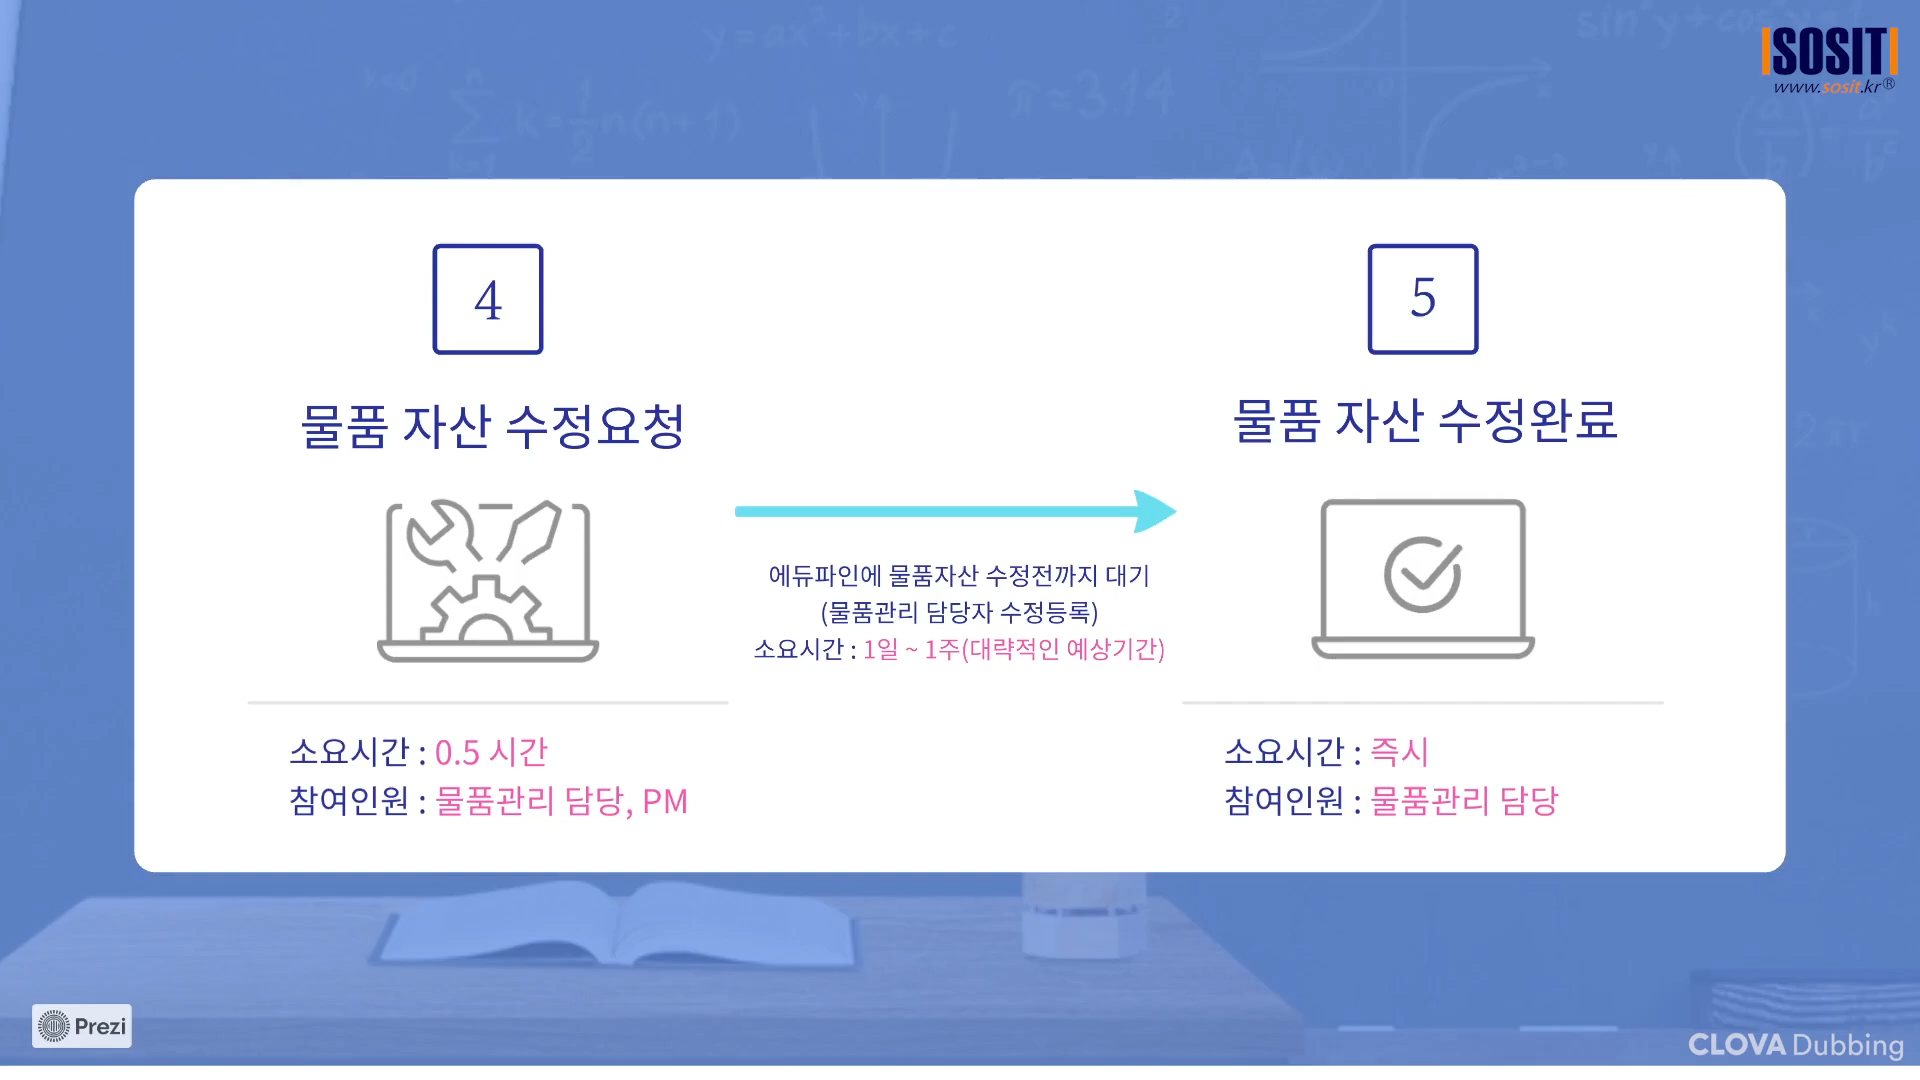 SOSIT
www.sosit.kr®
y=ax²+bx+c
π≈3.14
4
물품 자산 수정요청
소요시간 : 0.5 시간
참여인원 : 물품관리 담당, PM
에듀파인에 물품자산 수정전까지 대기
(물품관리 담당자 수정등록)
소요시간 : 1일 ~ 1주(대략적인 예상기간)
5
물품 자산 수정완료
소요시간 : 즉시
참여인원 : 물품관리 담당
Prezi
CLOVA Dubbing